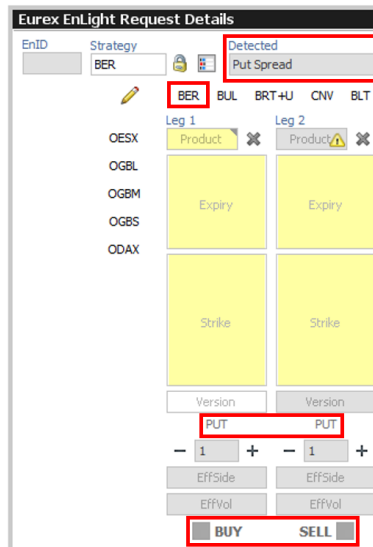 Eurex EnLight Request Details
EnID Strategy Detected
BER Put Spread
BER BUL BRT+U CNV BLT
Leg 1 Leg 2
OESX Product Product
OGBL
Expiry Expiry
OGBM
OGBS
ODAX
Strike Strike
Version Version
PUT PUT
− 1 + − 1 +
EffSide EffSide
EffVol EffVol
BUY SELL